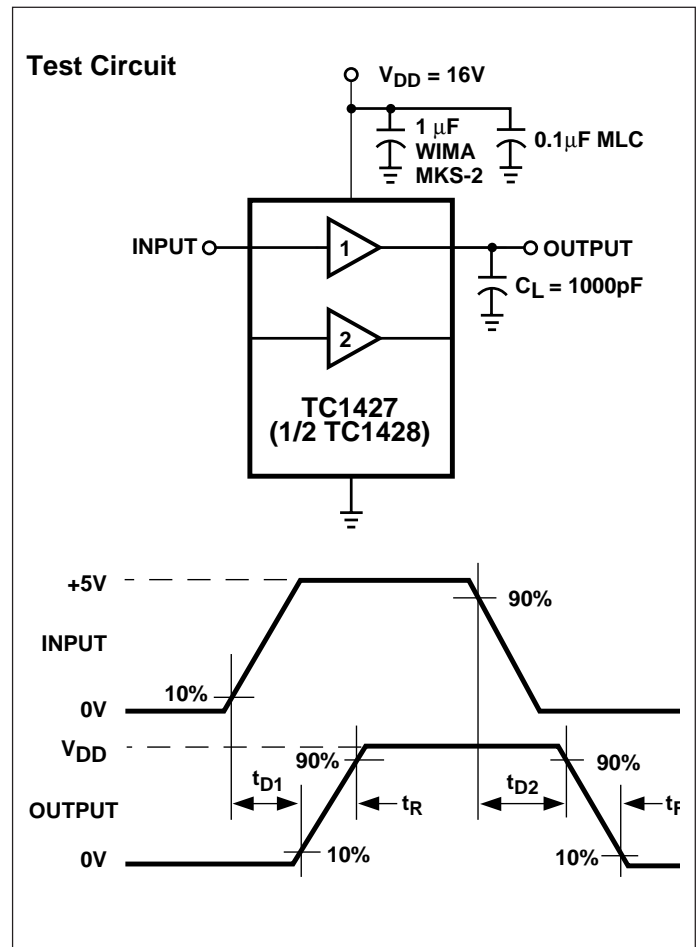 Test Circuit
V_DD = 16V
1 µF
WIMA
MKS-2
0.1µF MLC
INPUT
1
OUTPUT
C_L = 1000pF
2
TC1427
(1/2 TC1428)
+5V
90%
INPUT
10%
0V
V_DD
90%
t_D1
t_R
t_D2
90%
t_F
OUTPUT
10%
10%
0V